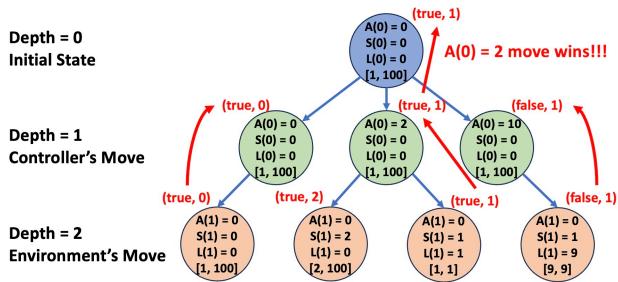 Depth = 0
Initial State
A(0) = 0
S(0) = 0
L(0) = 0
[1, 100]
(true, 1)
A(0) = 2 move wins!!!
Depth = 1
Controller's Move
(true, 0)
A(0) = 0
S(0) = 0
L(0) = 0
[1, 100]
(true, 1)
A(0) = 2
S(0) = 0
L(0) = 0
[1, 100]
(false, 1)
A(0) = 10
S(0) = 0
L(0) = 0
[1, 100]
Depth = 2
Environment's Move
(true, 0)
A(1) = 0
S(1) = 0
L(1) = 0
[1, 100]
(true, 2)
A(1) = 0
S(1) = 2
L(1) = 0
[2, 100]
(true, 1)
A(1) = 0
S(1) = 1
L(1) = 1
[1, 1]
(false, 1)
A(1) = 0
S(1) = 1
L(1) = 9
[9, 9]